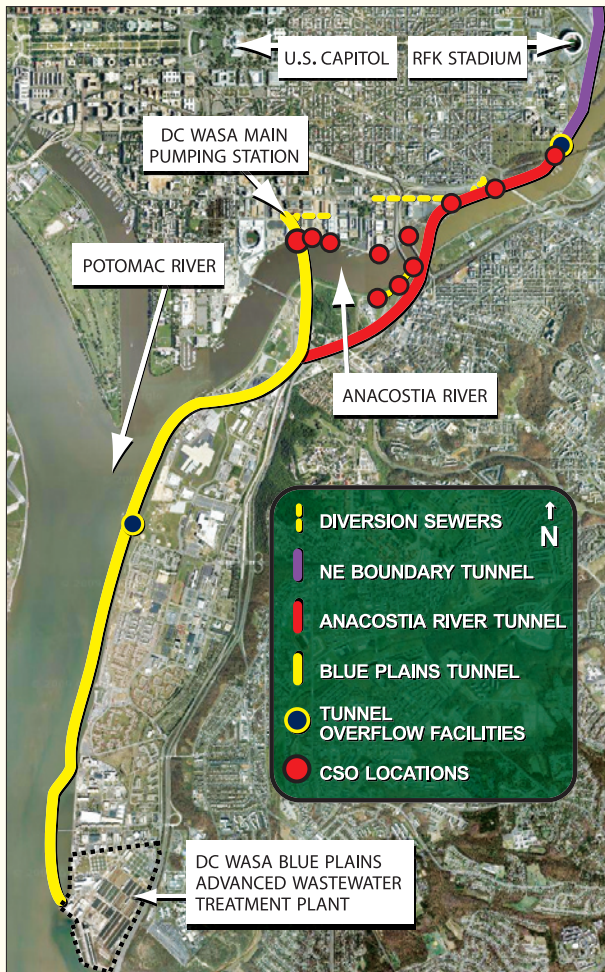 U.S. CAPITOL
RFK STADIUM
DC WASA MAIN
PUMPING STATION
POTOMAC RIVER
ANACOSTIA RIVER
↑
N
DIVERSION SEWERS
NE BOUNDARY TUNNEL
ANACOSTIA RIVER TUNNEL
BLUE PLAINS TUNNEL
TUNNEL
OVERFLOW FACILITIES
CSO LOCATIONS
DC WASA BLUE PLAINS
ADVANCED WASTEWATER
TREATMENT PLANT